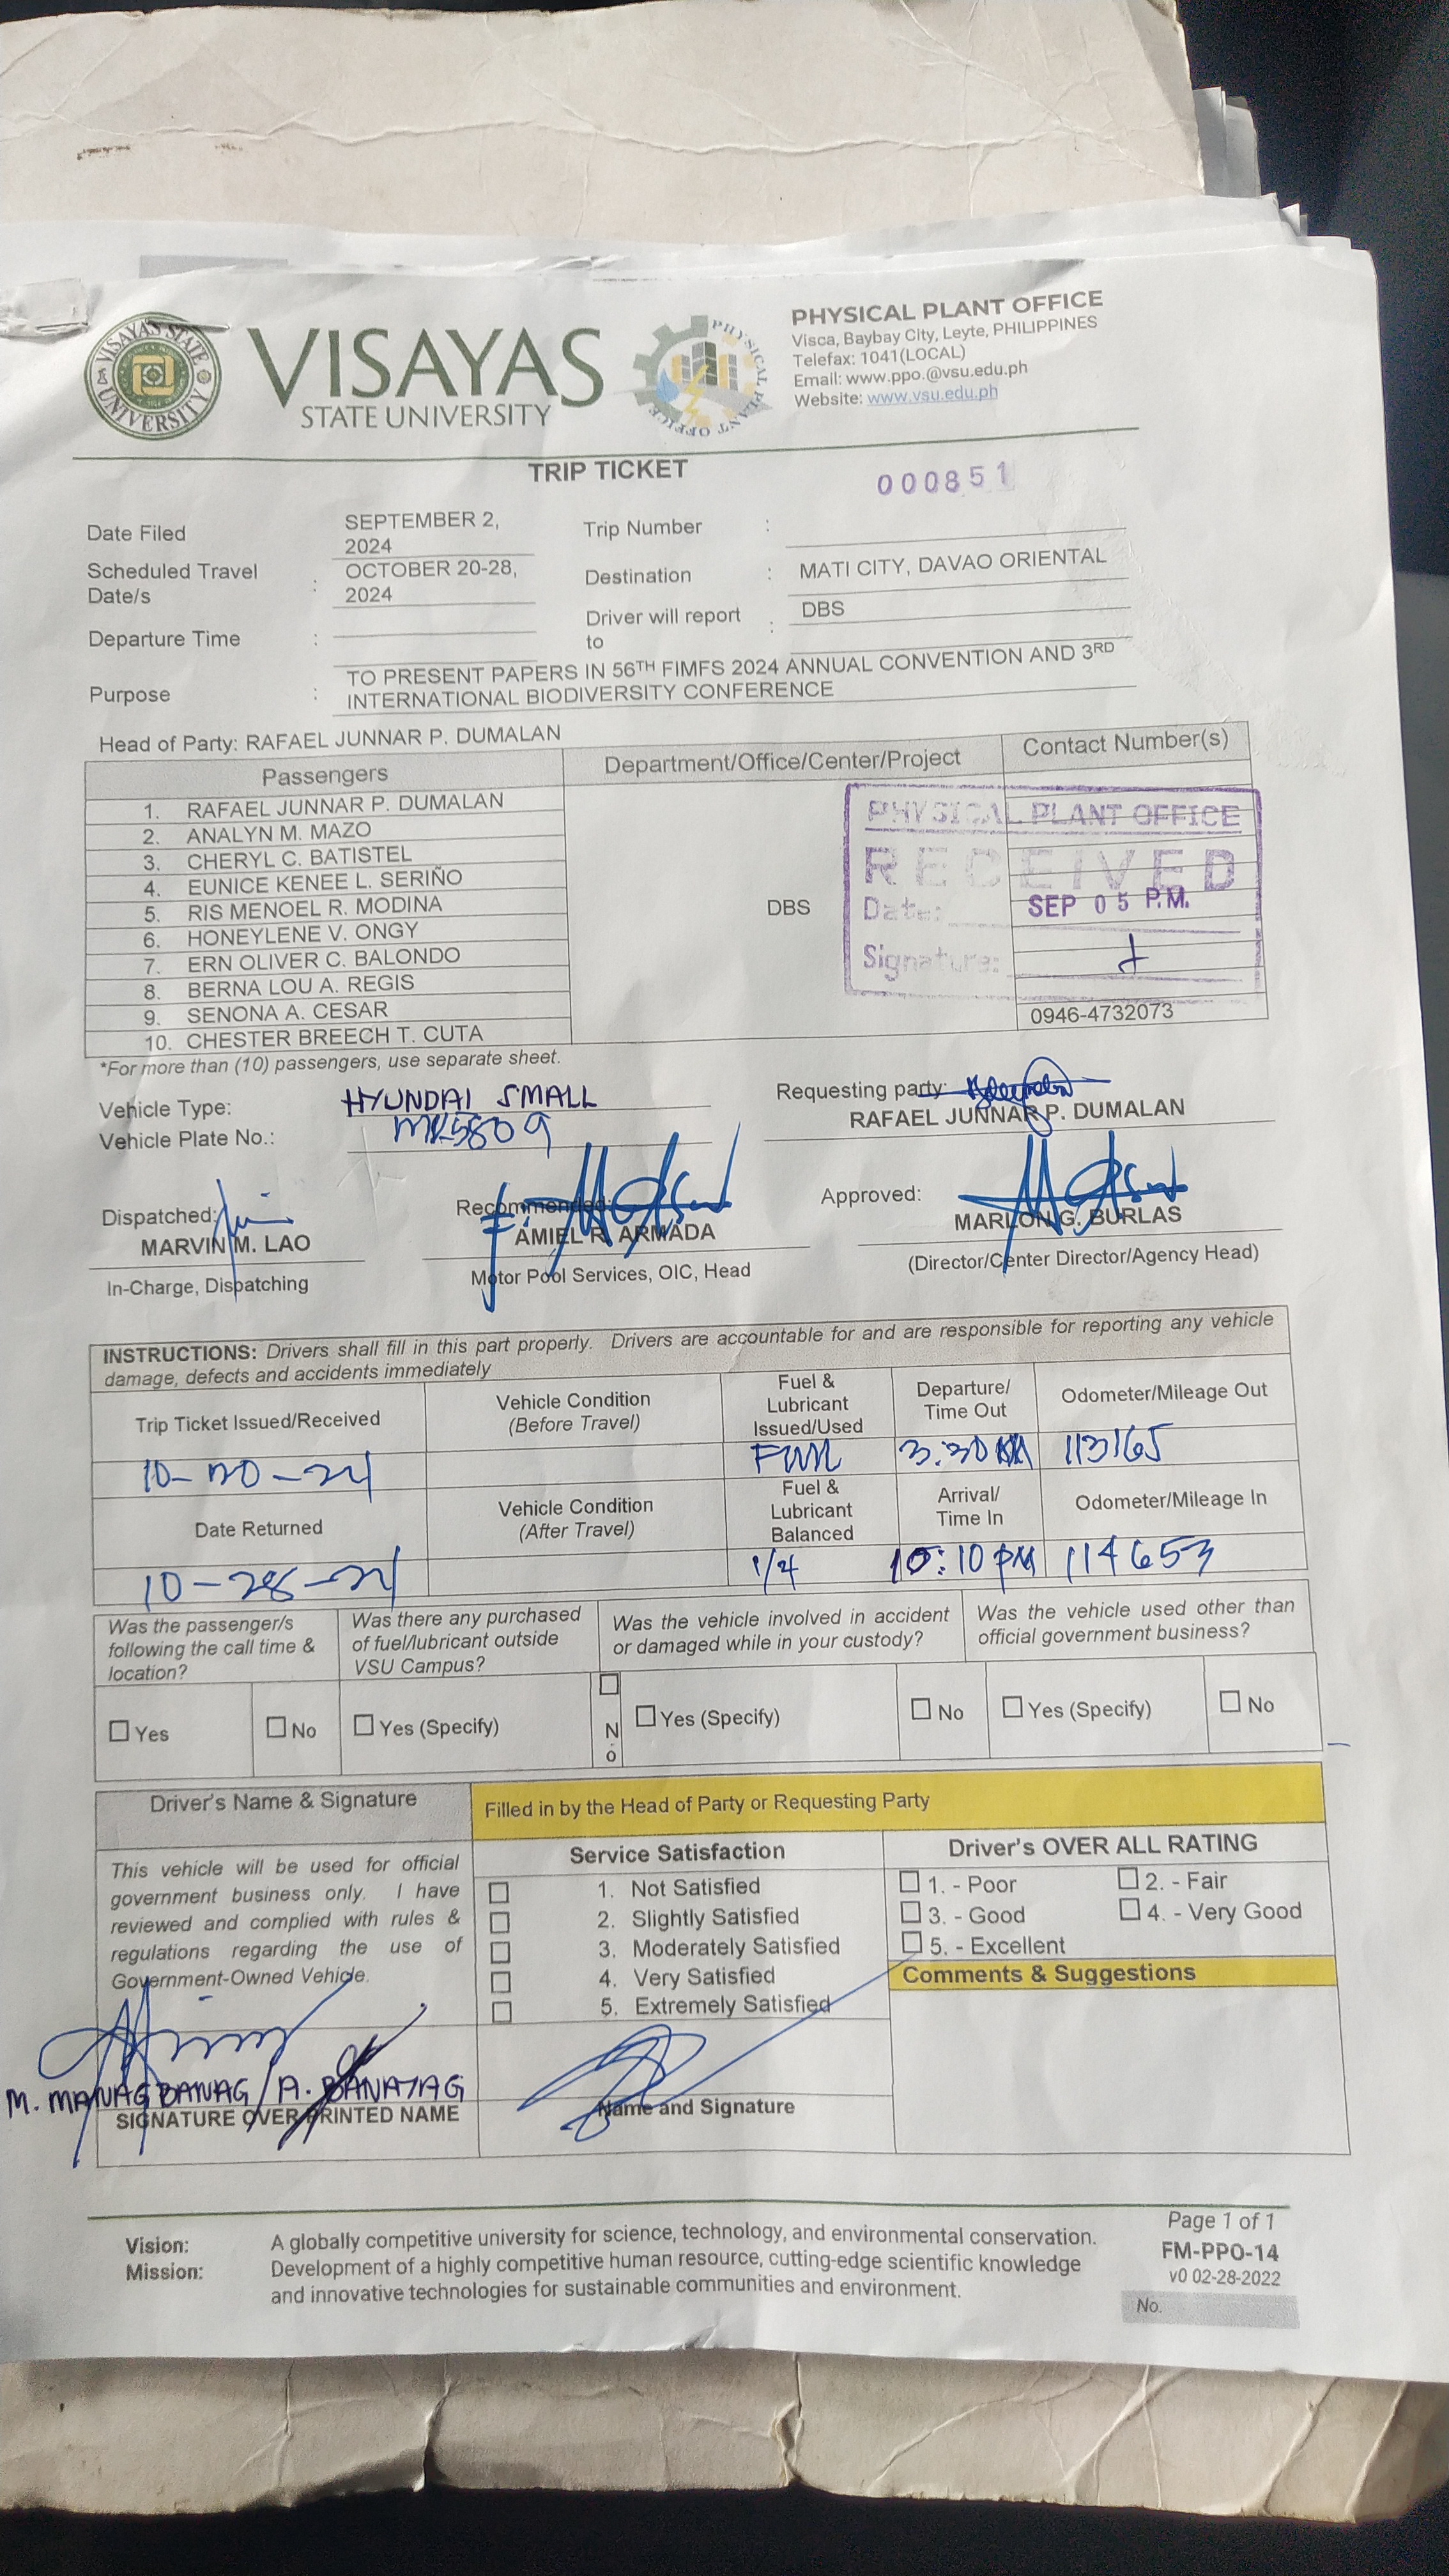 VISAYAS STATE UNIVERSITY
VISAYAS
STATE UNIVERSITY
PHYSICAL PLANT OFFICE
PHYSICAL PLANT OFFICE
Visca, Baybay City, Leyte, PHILIPPINES
Telefax: 1041(LOCAL)
Email: www.ppo.@vsu.edu.ph
Website: www.vsu.edu.ph
TRIP TICKET
000851
Date Filed SEPTEMBER 2, 2024 Trip Number :
Scheduled Travel Date/s : OCTOBER 20-28, 2024 Destination : MATI CITY, DAVAO ORIENTAL
Departure Time : Driver will report to : DBS
Purpose : TO PRESENT PAPERS IN 56TH FIMFS 2024 ANNUAL CONVENTION AND 3RD
INTERNATIONAL BIODIVERSITY CONFERENCE
Head of Party: RAFAEL JUNNAR P. DUMALAN
Passengers Department/Office/Center/Project Contact Number(s)
1. RAFAEL JUNNAR P. DUMALAN
2. ANALYN M. MAZO
3. CHERYL C. BATISTEL
4. EUNICE KENEE L. SERIÑO
5. RIS MENOEL R. MODINA
6. HONEYLENE V. ONGY
7. ERN OLIVER C. BALONDO
8. BERNA LOU A. REGIS
9. SENONA A. CESAR
10. CHESTER BREECH T. CUTA
DBS
PHYSICAL PLANT OFFICE
RECEIVED
Date: SEP 05 P.M.
Signature:
0946-4732073
*For more than (10) passengers, use separate sheet.
Vehicle Type: HYUNDAI SMALL
Vehicle Plate No.: MK5809
Requesting party:
RAFAEL JUNNAR P. DUMALAN
Dispatched:
MARVIN M. LAO
In-Charge, Dispatching
Recommended:
AMIEL R. ARMADA
Motor Pool Services, OIC, Head
Approved:
MARLON G. BURLAS
(Director/Center Director/Agency Head)
INSTRUCTIONS: Drivers shall fill in this part properly. Drivers are accountable for and are responsible for reporting any vehicle
damage, defects and accidents immediately
Trip Ticket Issued/Received Vehicle Condition (Before Travel) Fuel & Lubricant Issued/Used Departure/ Time Out Odometer/Mileage Out
10-20-24 Full 3:30 113165
Date Returned Vehicle Condition (After Travel) Fuel & Lubricant Balanced Arrival/ Time In Odometer/Mileage In
10-28-24 1/4 10:10 PM 114653
Was the passenger/s following the call time & location?
Was there any purchased of fuel/lubricant outside VSU Campus?
Was the vehicle involved in accident or damaged while in your custody?
Was the vehicle used other than official government business?
☐ Yes ☐ No ☐ Yes (Specify) ☐ No ☐ Yes (Specify) ☐ No ☐ Yes (Specify) ☐ No
Driver's Name & Signature
Filled in by the Head of Party or Requesting Party
This vehicle will be used for official
government business only. I have
reviewed and complied with rules &
regulations regarding the use of
Government-Owned Vehicle.
M. MANAGBANAG / A. BANATAG
SIGNATURE OVER PRINTED NAME
Service Satisfaction
☐ 1. Not Satisfied
☐ 2. Slightly Satisfied
☐ 3. Moderately Satisfied
☐ 4. Very Satisfied
☐ 5. Extremely Satisfied
Name and Signature
Driver's OVER ALL RATING
☐ 1. - Poor ☐ 2. - Fair
☐ 3. - Good ☐ 4. - Very Good
☐ 5. - Excellent
Comments & Suggestions
Vision: A globally competitive university for science, technology, and environmental conservation.
Mission: Development of a highly competitive human resource, cutting-edge scientific knowledge
and innovative technologies for sustainable communities and environment.
Page 1 of 1
FM-PPO-14
v0 02-28-2022
No.